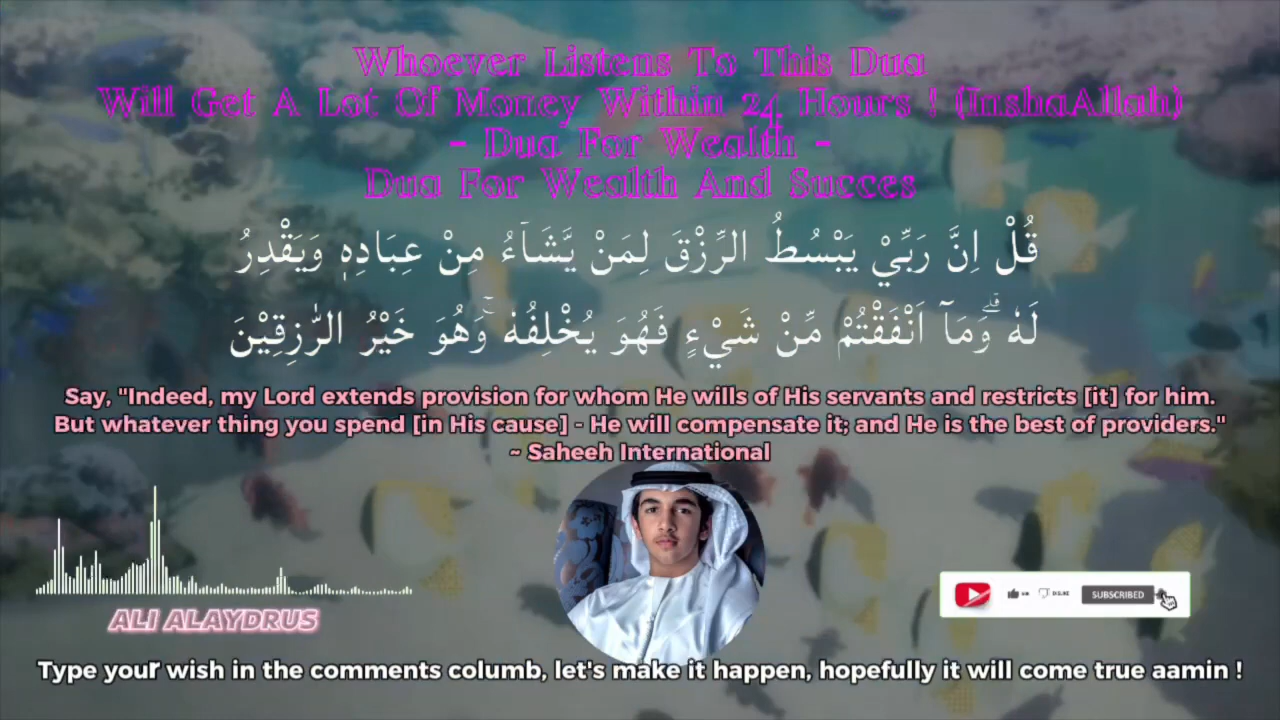 Whoever Listens To This Dua
Will Get A Lot Of Money Within 24 Hours ! (InshaAllah)
- Dua For Wealth -
Dua For Wealth And Succes
قُلْ اِنَّ رَبِّيْ يَبْسُطُ الرِّزْقَ لِمَنْ يَّشَاۤءُ مِنْ عِبَادِهٖ وَيَقْدِرُ
لَهٗ ۗوَمَآ اَنْفَقْتُمْ مِّنْ شَيْءٍ فَهُوَ يُخْلِفُهٗ ۚوَهُوَ خَيْرُ الرّٰزِقِيْنَ
Say, "Indeed, my Lord extends provision for whom He wills of His servants and restricts [it] for him.
But whatever thing you spend [in His cause] - He will compensate it; and He is the best of providers."
~ Saheeh International
SUBSCRIBED
ALI ALAYDRUS
Type your wish in the comments columb, let's make it happen, hopefully it will come true aamin !